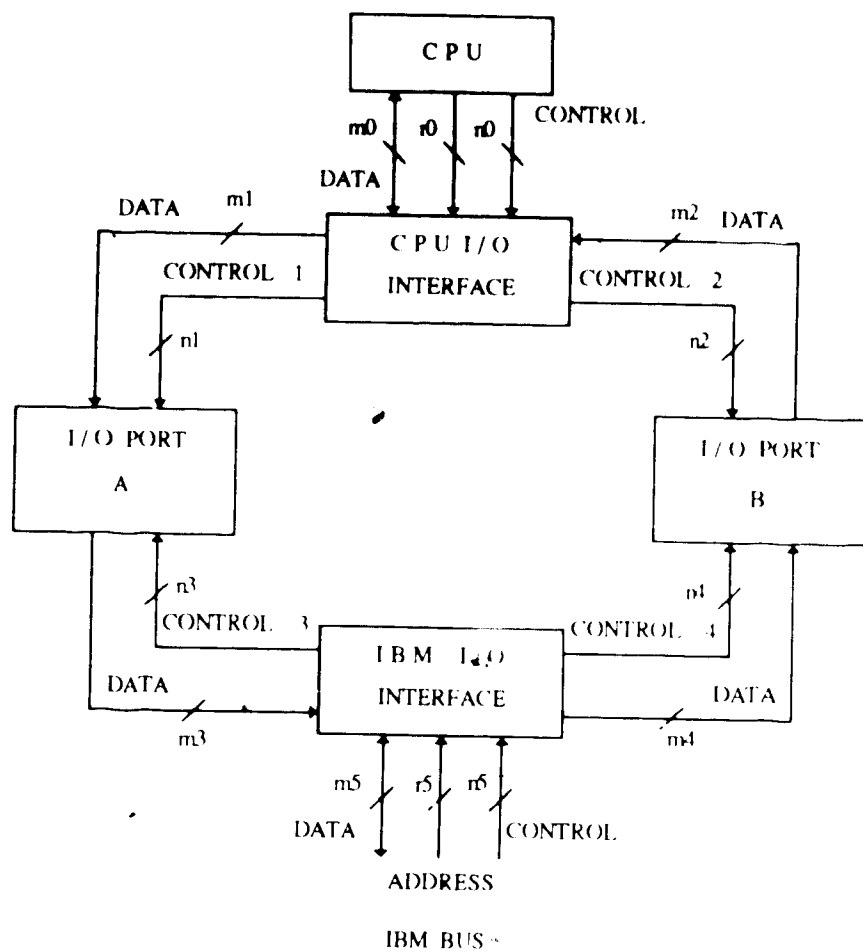 CPU
CONTROL
m0
r0
n0
DATA
DATA
m1
m2
DATA
CPU I/O
INTERFACE
CONTROL 1
CONTROL 2
n1
n2
I/O PORT
A
I/O PORT
B
n3
n4
CONTROL 3
CONTROL 4
IBM I/O
INTERFACE
DATA
DATA
m3
m4
m5
r5
n5
DATA
CONTROL
ADDRESS
IBM BUS